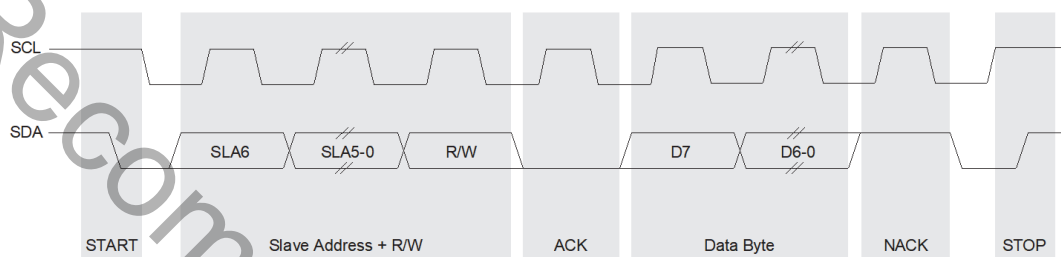 SCL
SDA
SLA6 SLA5-0 R/W D7 D6-0
START Slave Address + R/W ACK Data Byte NACK STOP